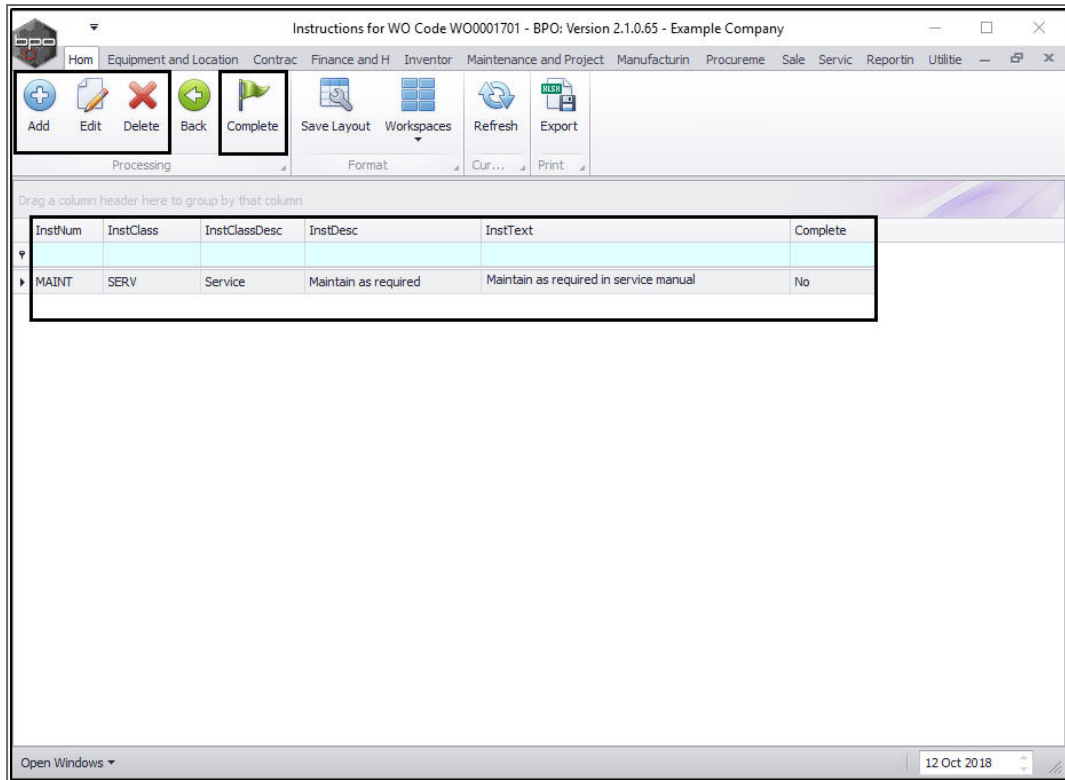 Instructions for WO Code WO0001701 - BPO: Version 2.1.0.65 - Example Company
bpo
Hom Equipment and Location Contrac Finance and H Inventor Maintenance and Project Manufacturin Procureme Sale Servic Reportin Utilitie
XLSX
Add Edit Delete Back Complete Save Layout Workspaces Refresh Export
Processing Format Cur... Print
Drag a column header here to group by that column
InstNum InstClass InstClassDesc InstDesc InstText Complete
MAINT SERV Service Maintain as required Maintain as required in service manual No
Open Windows 12 Oct 2018